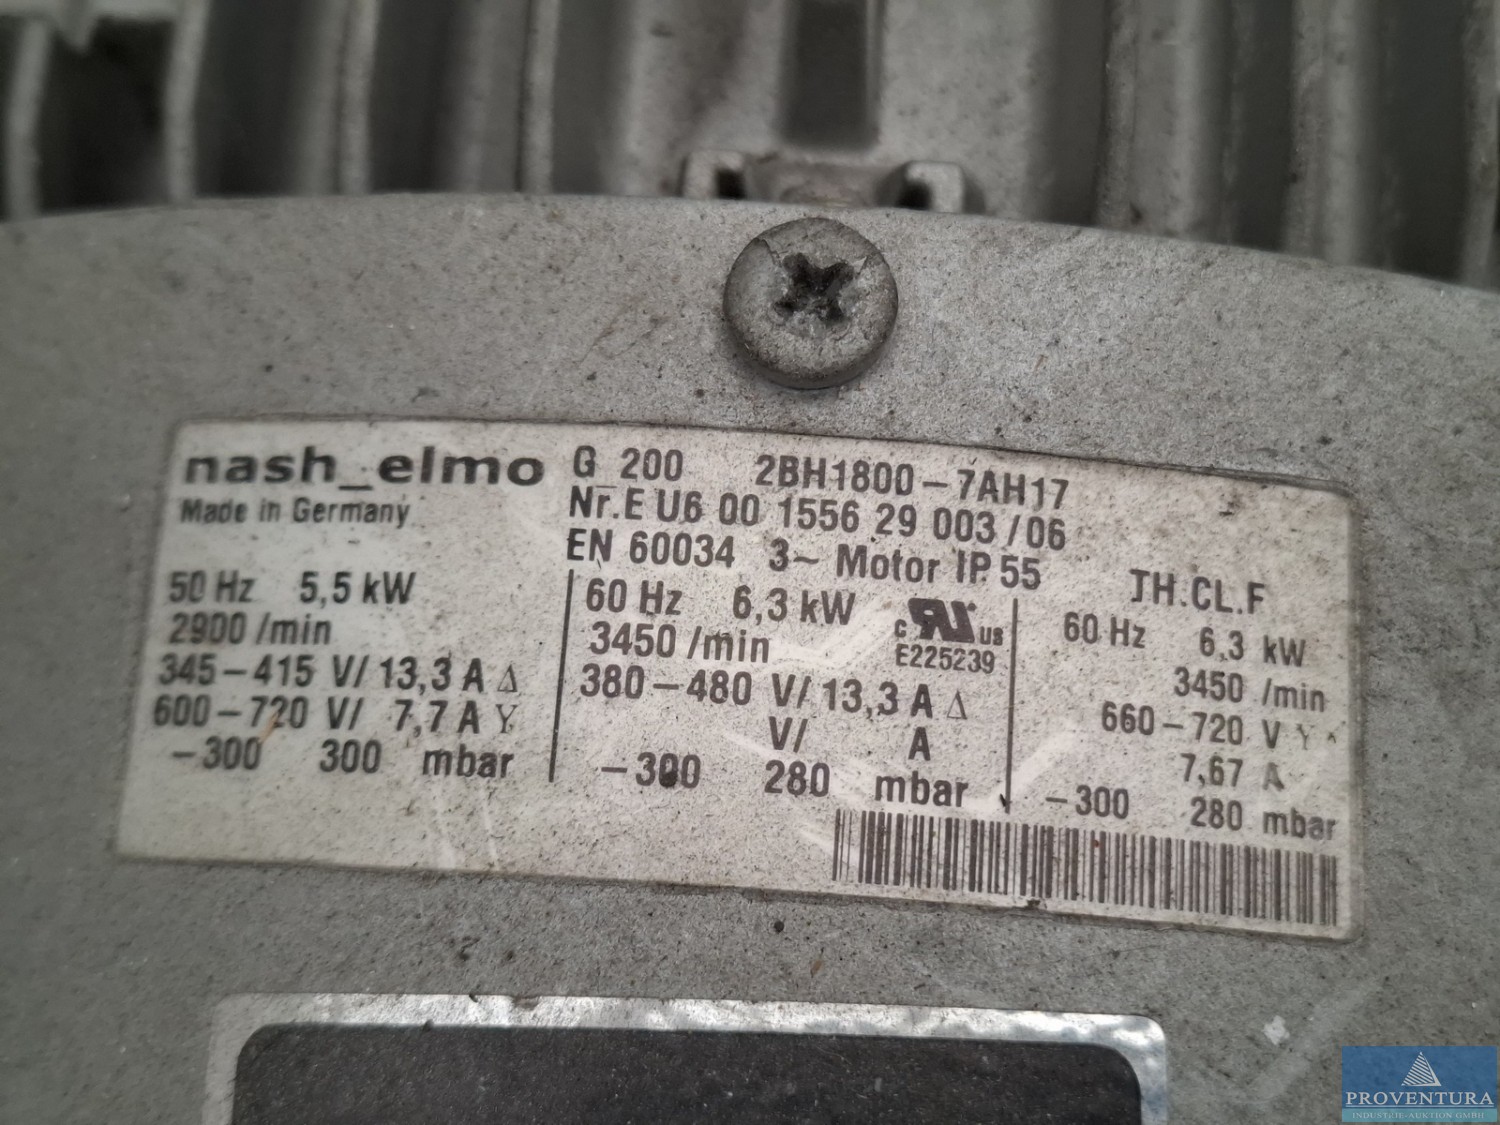 nash_elmo G_200 2BH1800-7AH17
Made in Germany Nr.E U6 00 1556 29 003/06
EN 60034 3~ Motor IP 55 TH.CL.F
50 Hz 5,5 kW
2900 /min
345-415 V/ 13,3 A Δ
600-720 V/ 7,7 A Y
-300 300 mbar
60 Hz 6,3 kW
3450 /min
c RU us
E225239
380-480 V/ 13,3 A Δ
V/ A
-300 280 mbar
60 Hz 6,3 kW
3450 /min
660-720 V Y
7,67 A
-300 280 mbar
PROVENTURA
INDUSTRIE-AUKTION GMBH